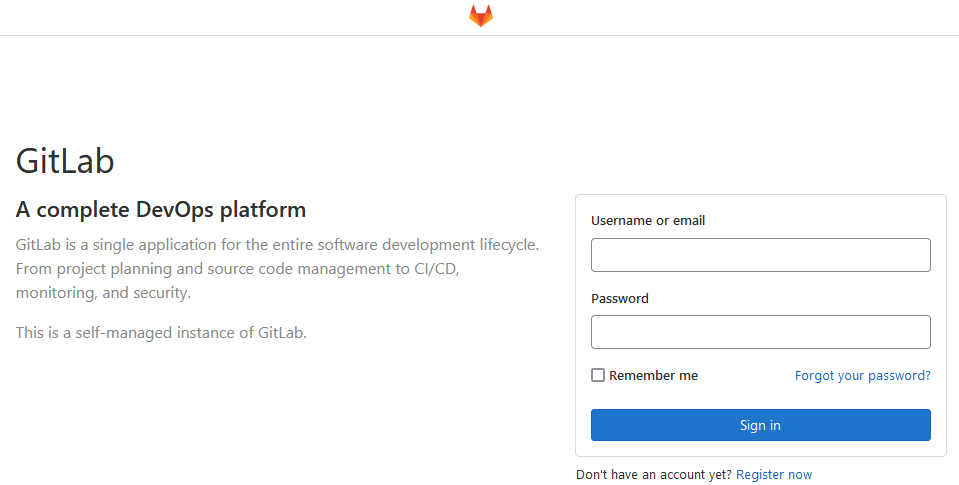 GitLab
A complete DevOps platform
GitLab is a single application for the entire software development lifecycle.
From project planning and source code management to CI/CD,
monitoring, and security.
This is a self-managed instance of GitLab.
Username or email
Password
Remember me
Forgot your password?
Sign in
Don't have an account yet? Register now